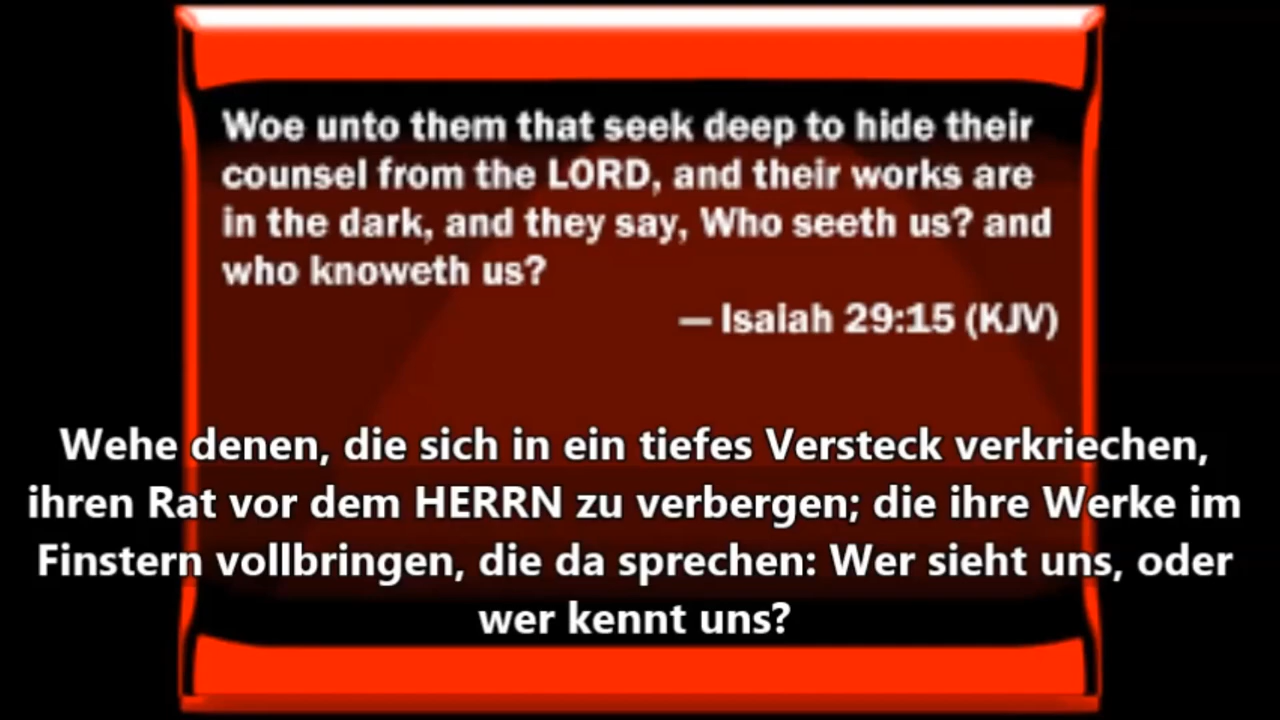 Woe unto them that seek deep to hide their
counsel from the LORD, and their works are
in the dark, and they say, Who seeth us? and
who knoweth us?
— Isaiah 29:15 (KJV)
Wehe denen, die sich in ein tiefes Versteck verkriechen,
ihren Rat vor dem HERRN zu verbergen; die ihre Werke im
Finstern vollbringen, die da sprechen: Wer sieht uns, oder
wer kennt uns?